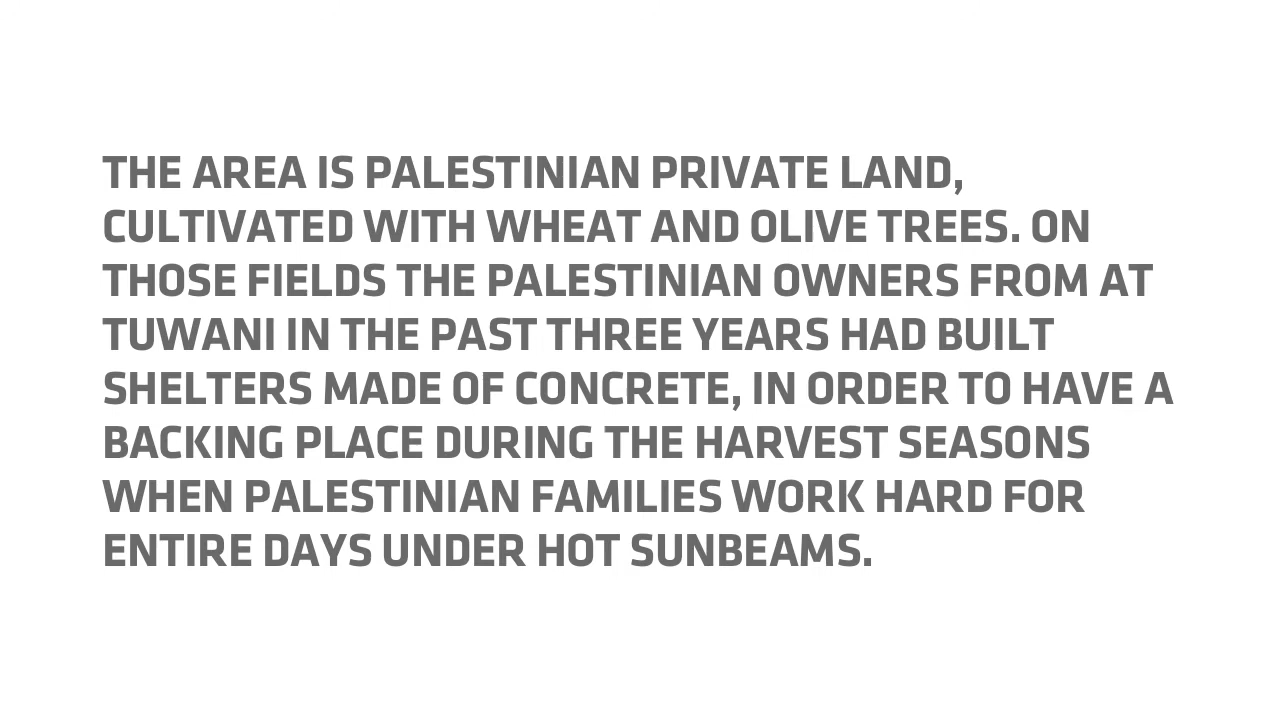 THE AREA IS PALESTINIAN PRIVATE LAND,
CULTIVATED WITH WHEAT AND OLIVE TREES. ON
THOSE FIELDS THE PALESTINIAN OWNERS FROM AT
TUWANI IN THE PAST THREE YEARS HAD BUILT
SHELTERS MADE OF CONCRETE, IN ORDER TO HAVE A
BACKING PLACE DURING THE HARVEST SEASONS
WHEN PALESTINIAN FAMILIES WORK HARD FOR
ENTIRE DAYS UNDER HOT SUNBEAMS.